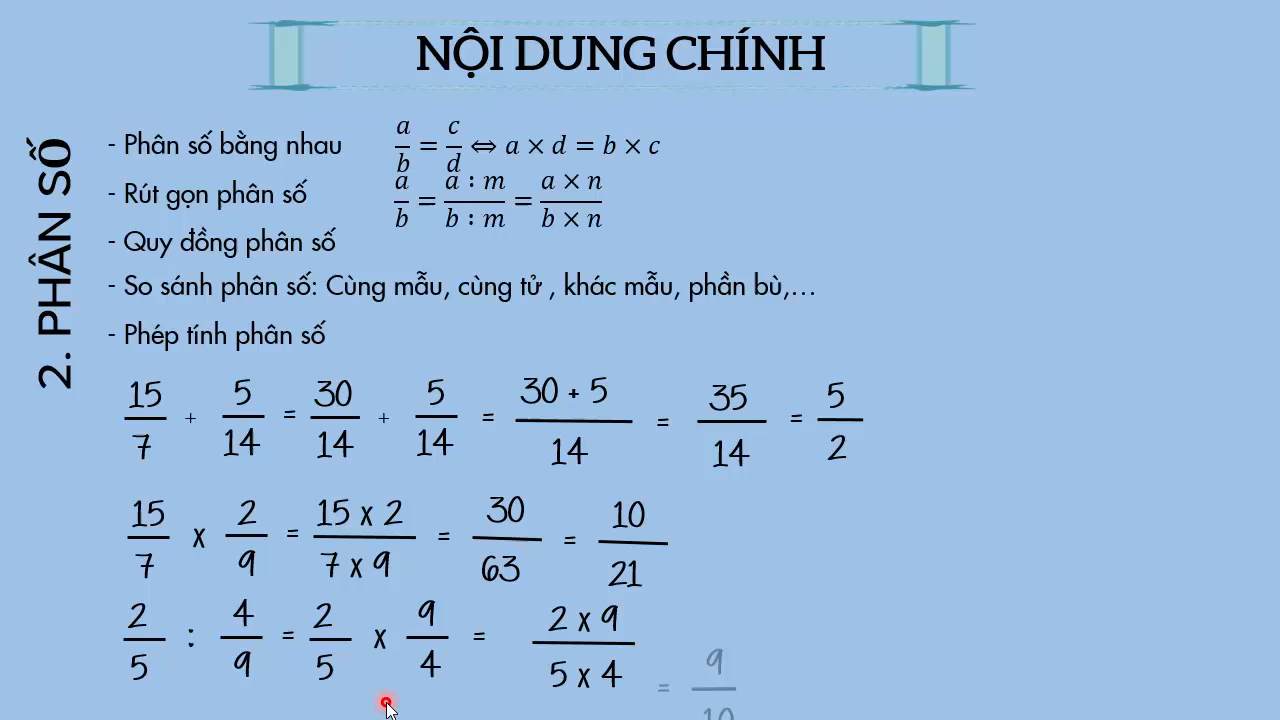 NỘI DUNG CHÍNH
2. PHÂN SỐ
- Phân số bằng nhau a/b = c/d ⇔ a × d = b × c
- Rút gọn phân số a/b = (a : m)/(b : m) = (a × n)/(b × n)
- Quy đồng phân số
- So sánh phân số: Cùng mẫu, cùng tử , khác mẫu, phần bù,…
- Phép tính phân số
15/7 + 5/14 = 30/14 + 5/14 = (30 + 5)/14 = 35/14 = 5/2
15/7 x 2/9 = (15 x 2)/(7 x 9) = 30/63 = 10/21
2/5 : 4/9 = 2/5 x 9/4 = (2 x 9)/(5 x 4) = 9/10